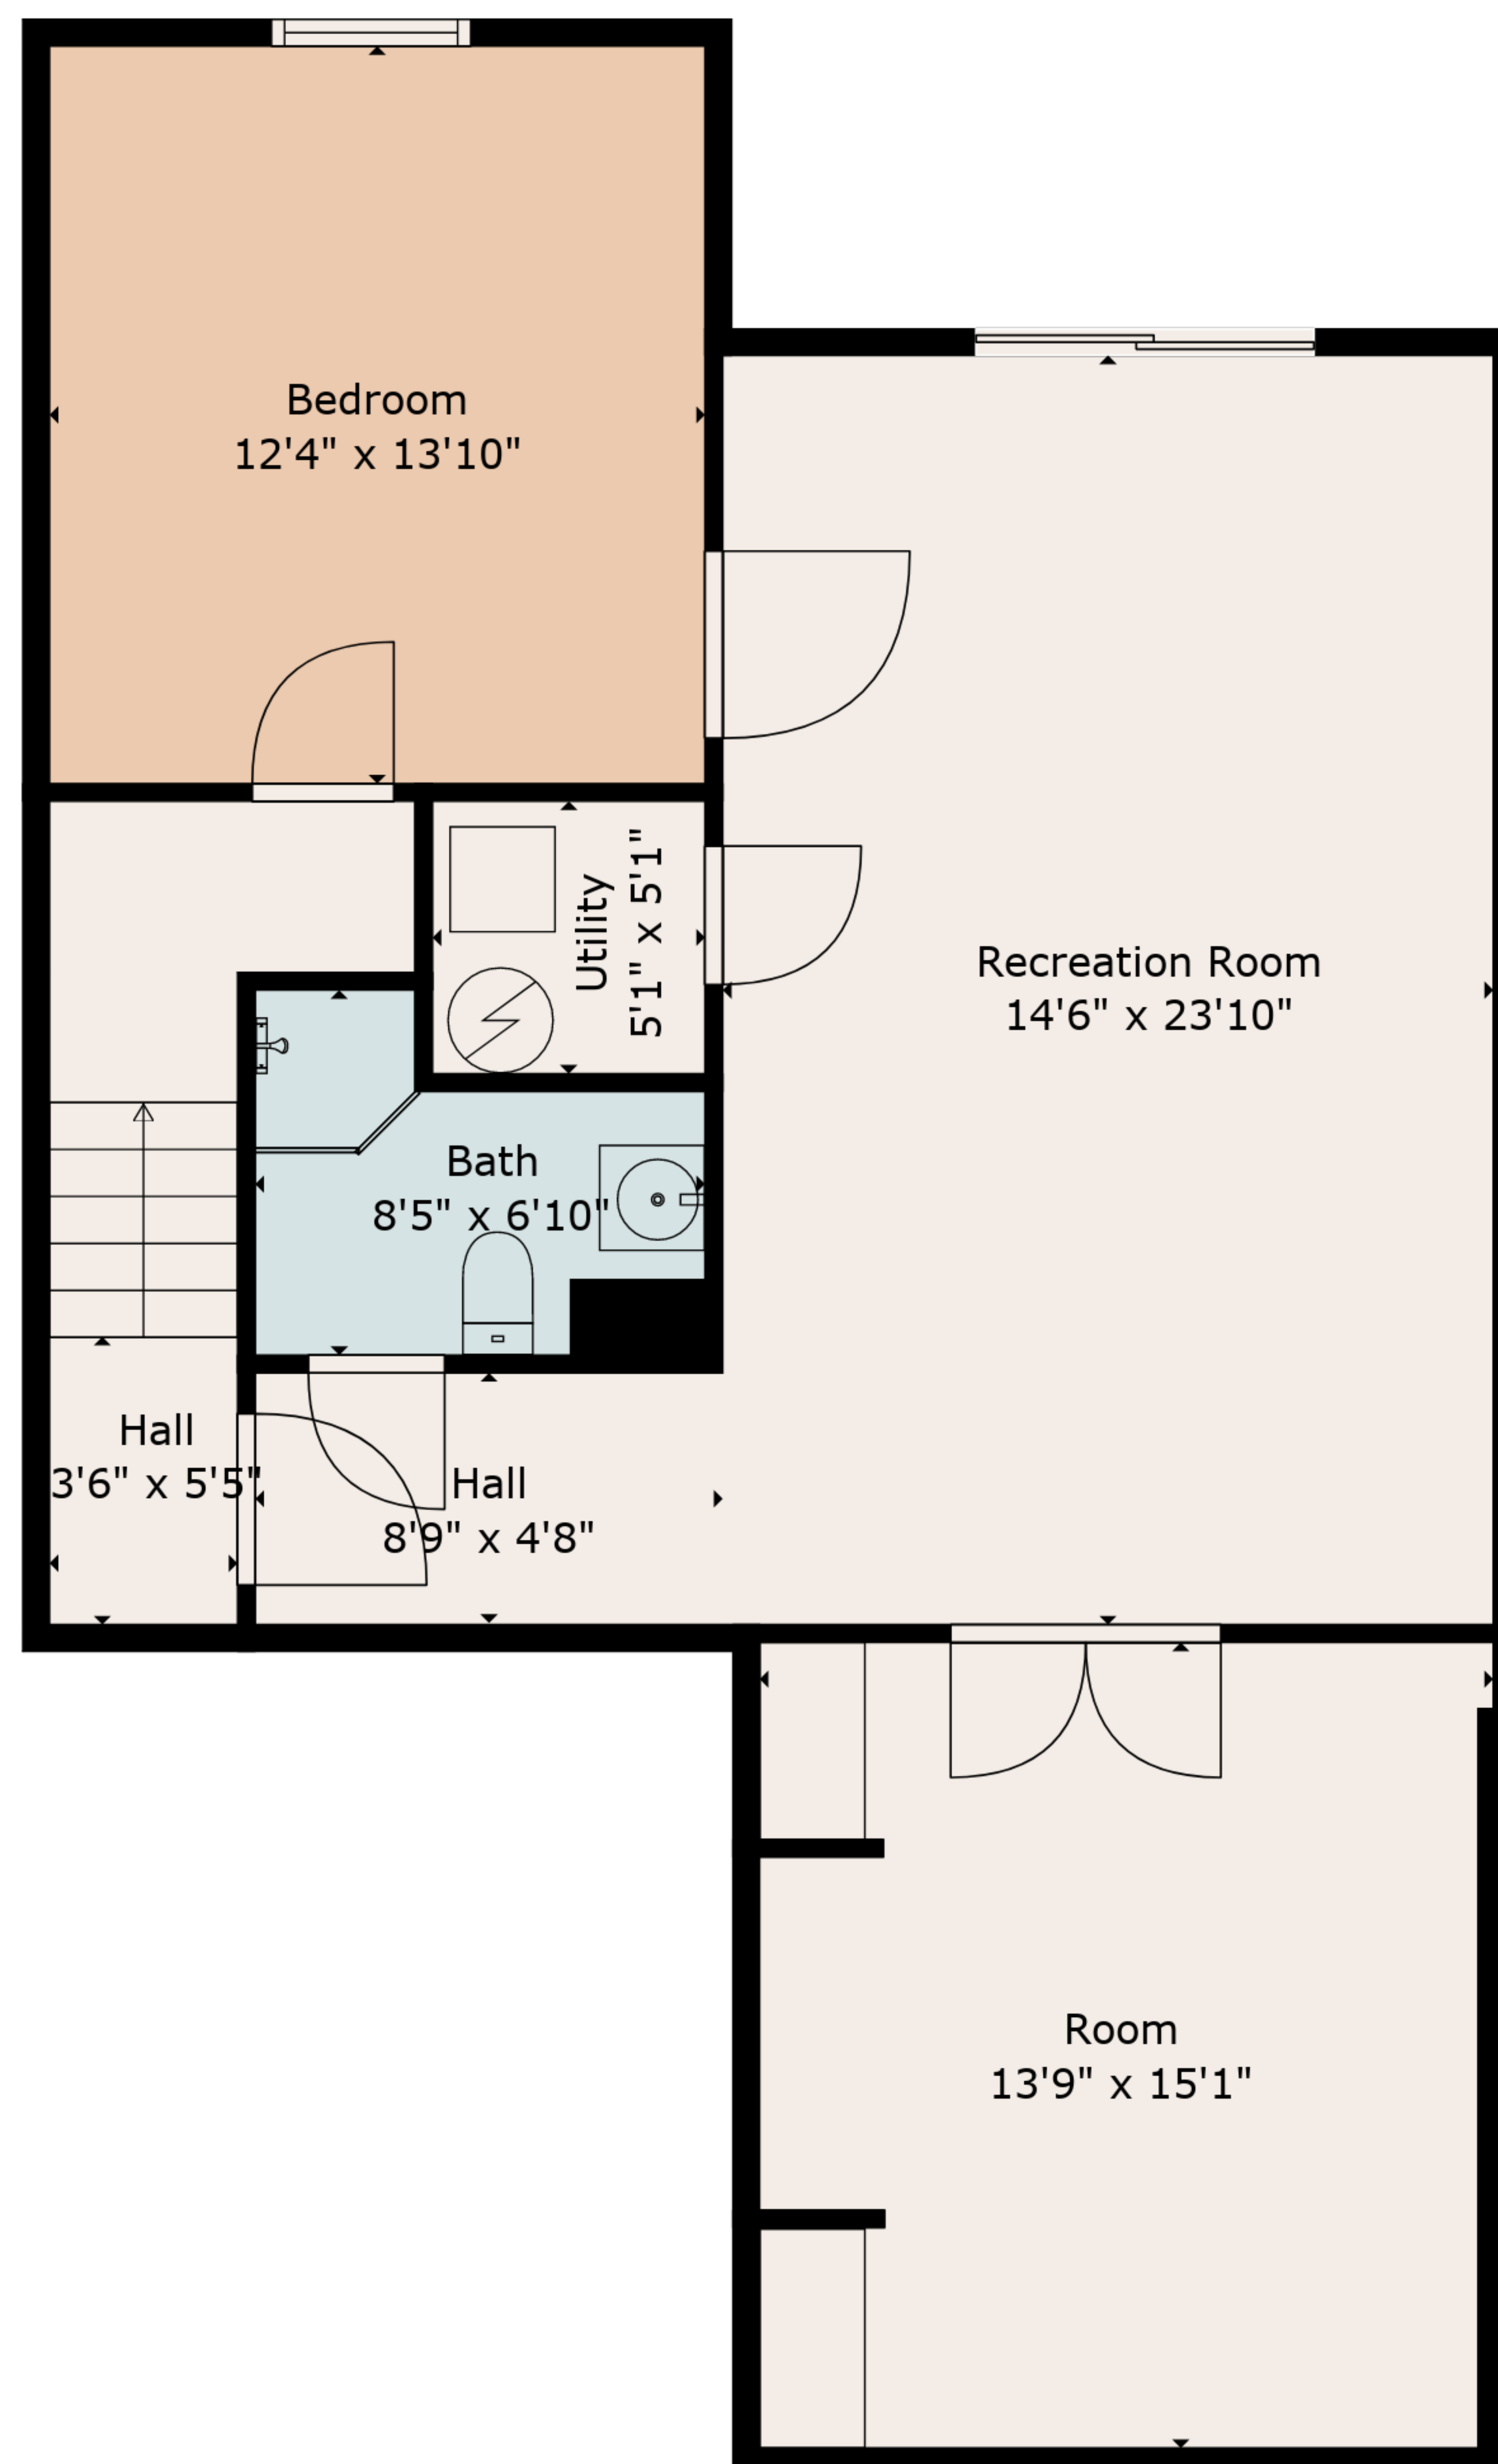 Bedroom
12'4" x 13'10"
Utility
5'1" x 5'1"
Recreation Room
14'6" x 23'10"
Bath
8'5" x 6'10"
Hall
3'6" x 5'5"
Hall
8'9" x 4'8"
Room
13'9" x 15'1"